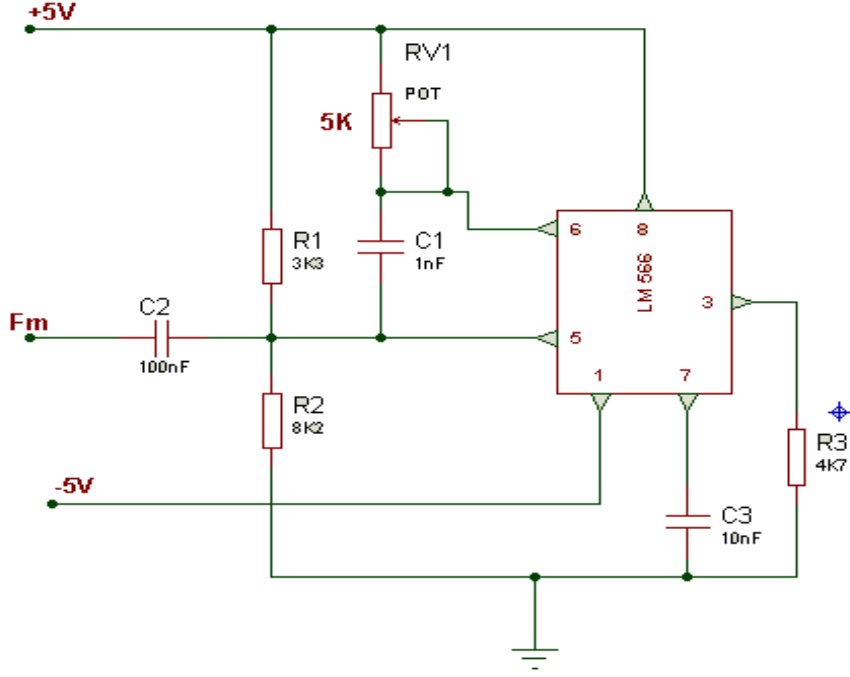 +5V
RV1
POT
5K
R1
3K3
C1
1nF
6
8
LM 566
3
C2
Fm
100nF
5
1
7
R2
8K2
R3
4K7
-5V
C3
10nF